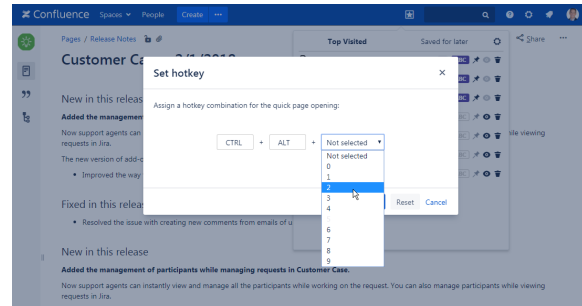 Confluence Spaces People Create ...
Pages / Release Notes
Top Visited Saved for later Share
Set hotkey
New in this releas
Assign a hotkey combination for the quick page opening:
Added the managemen
Now support agents can
ile viewing
requests in Jira.
CTRL + ALT + Not selected
The new version of add-o
Improved the way
Not selected
0
1
2
3
4
6
7
8
9
Reset Cancel
Fixed in this relea
Resolved the issue with creating new comments from emails of u
New in this release
Added the management of participants while managing requests in Customer Case.
Now support agents can instantly view and manage all the participants while working on the request. You can also manage participants while viewing
requests in Jira.